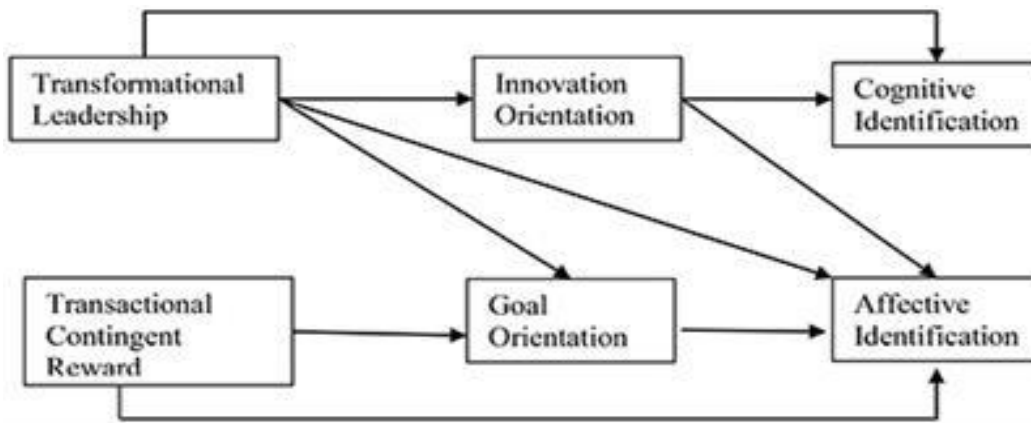 Transformational
Leadership
Innovation
Orientation
Cognitive
Identification
Transactional
Contingent
Reward
Goal
Orientation
Affective
Identification